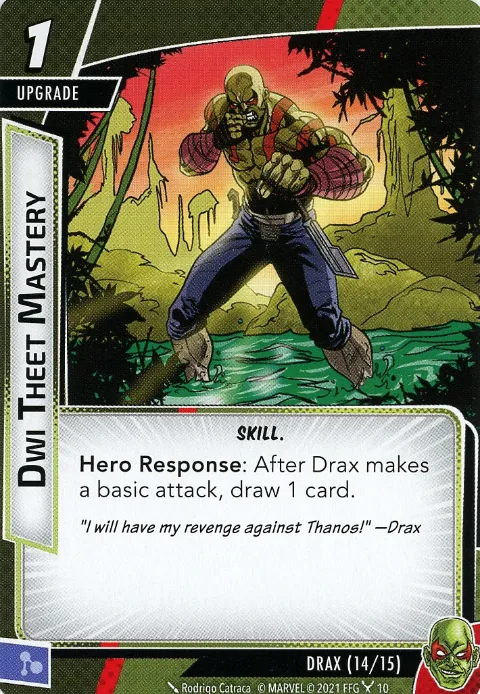 1
UPGRADE
DWI THEET MASTERY
SKILL.
Hero Response: After Drax makes
a basic attack, draw 1 card.
"I will have my revenge against Thanos!" —Drax
DRAX (14/15)
Rodrigo Catraca © MARVEL © 2021 FFG 10